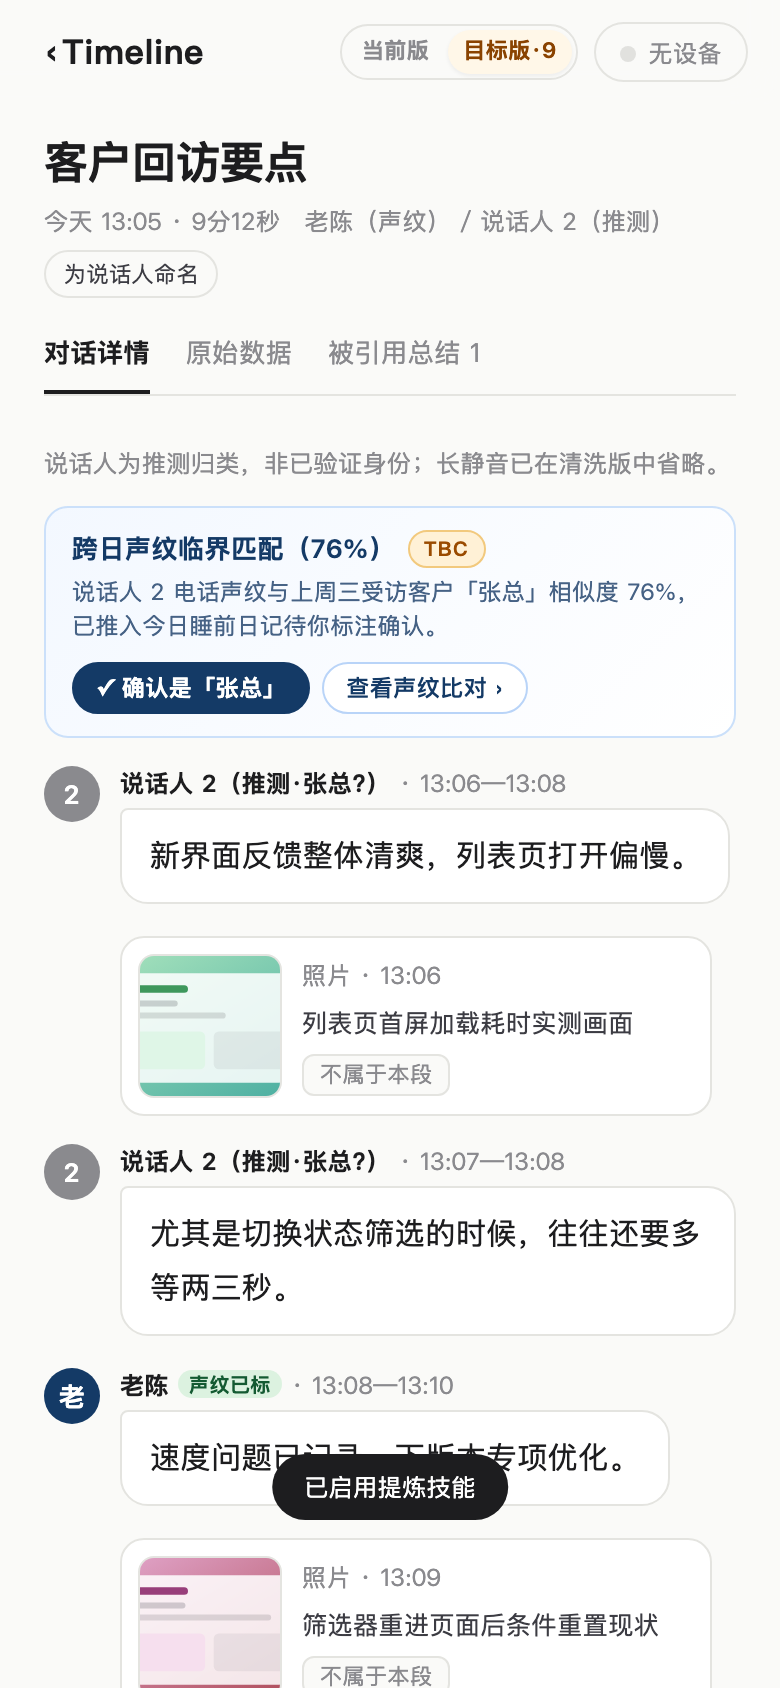 ‹ Timeline
当前版 目标版·9 无设备
客户回访要点
今天 13:05 · 9分12秒 老陈（声纹） / 说话人 2（推测）
为说话人命名
对话详情 原始数据 被引用总结 1
说话人为推测归类，非已验证身份；长静音已在清洗版中省略。
跨日声纹临界匹配（76%） TBC
说话人 2 电话声纹与上周三受访客户「张总」相似度 76%，
已推入今日睡前日记待你标注确认。
✓ 确认是「张总」 查看声纹比对 ›
2 说话人 2（推测·张总?） · 13:06—13:08
新界面反馈整体清爽，列表页打开偏慢。
照片 · 13:06
列表页首屏加载耗时实测画面
不属于本段
2 说话人 2（推测·张总?） · 13:07—13:08
尤其是切换状态筛选的时候，往往还要多
等两三秒。
老 老陈 声纹已标 · 13:08—13:10
速度问题已记录，下版本专项优化。
已启用提炼技能
照片 · 13:09
筛选器重进页面后条件重置现状
不属于本段